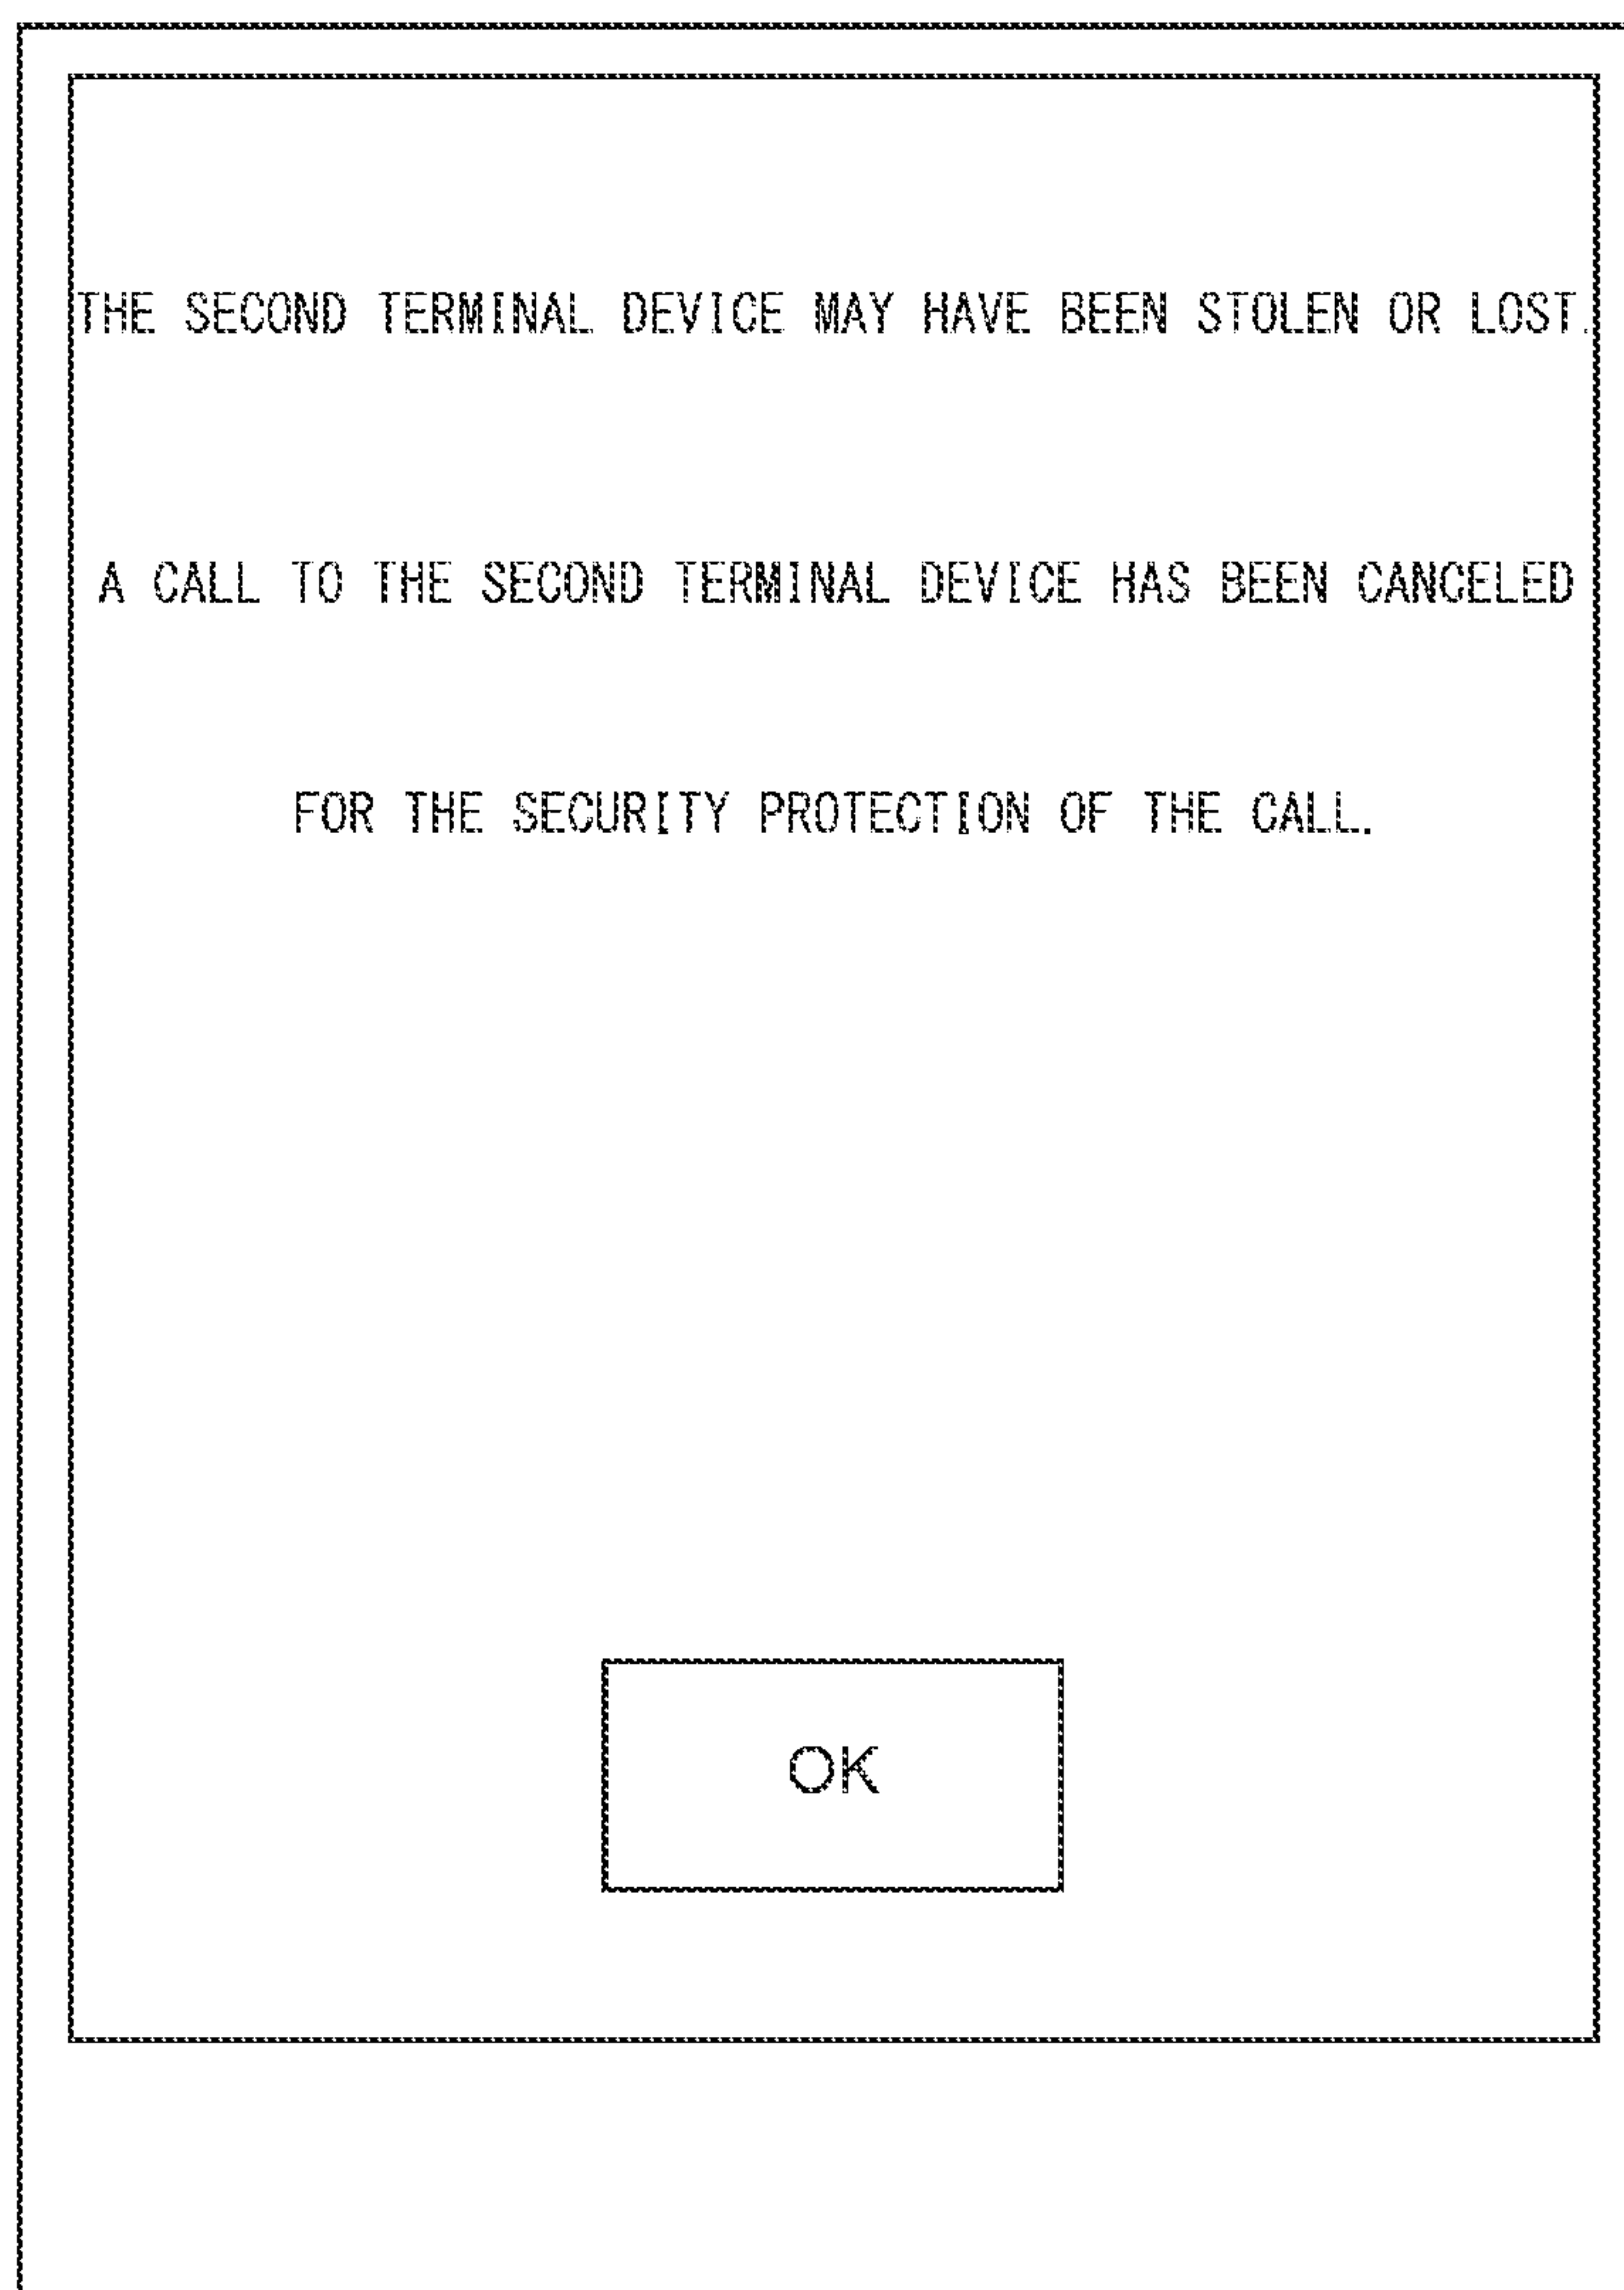 THE SECOND TERMINAL DEVICE MAY HAVE BEEN STOLEN OR LOST.
A CALL TO THE SECOND TERMINAL DEVICE HAS BEEN CANCELED
FOR THE SECURITY PROTECTION OF THE CALL.
OK